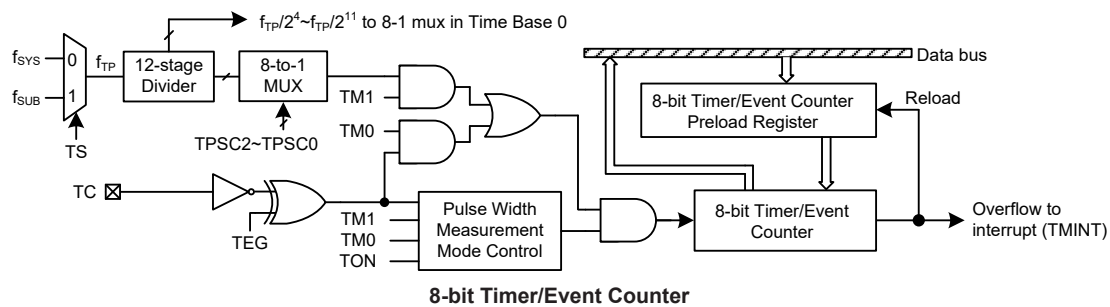 f_TP/2^4~f_TP/2^11 to 8-1 mux in Time Base 0
f_SYS
0
f_SUB
1
TS
f_TP
12-stage
Divider
8-to-1
MUX
TPSC2~TPSC0
TM1
TM0
TC
TEG
TM1
TM0
TON
Pulse Width
Measurement
Mode Control
Data bus
8-bit Timer/Event Counter
Preload Register
Reload
8-bit Timer/Event
Counter
Overflow to
interrupt (TMINT)
8-bit Timer/Event Counter